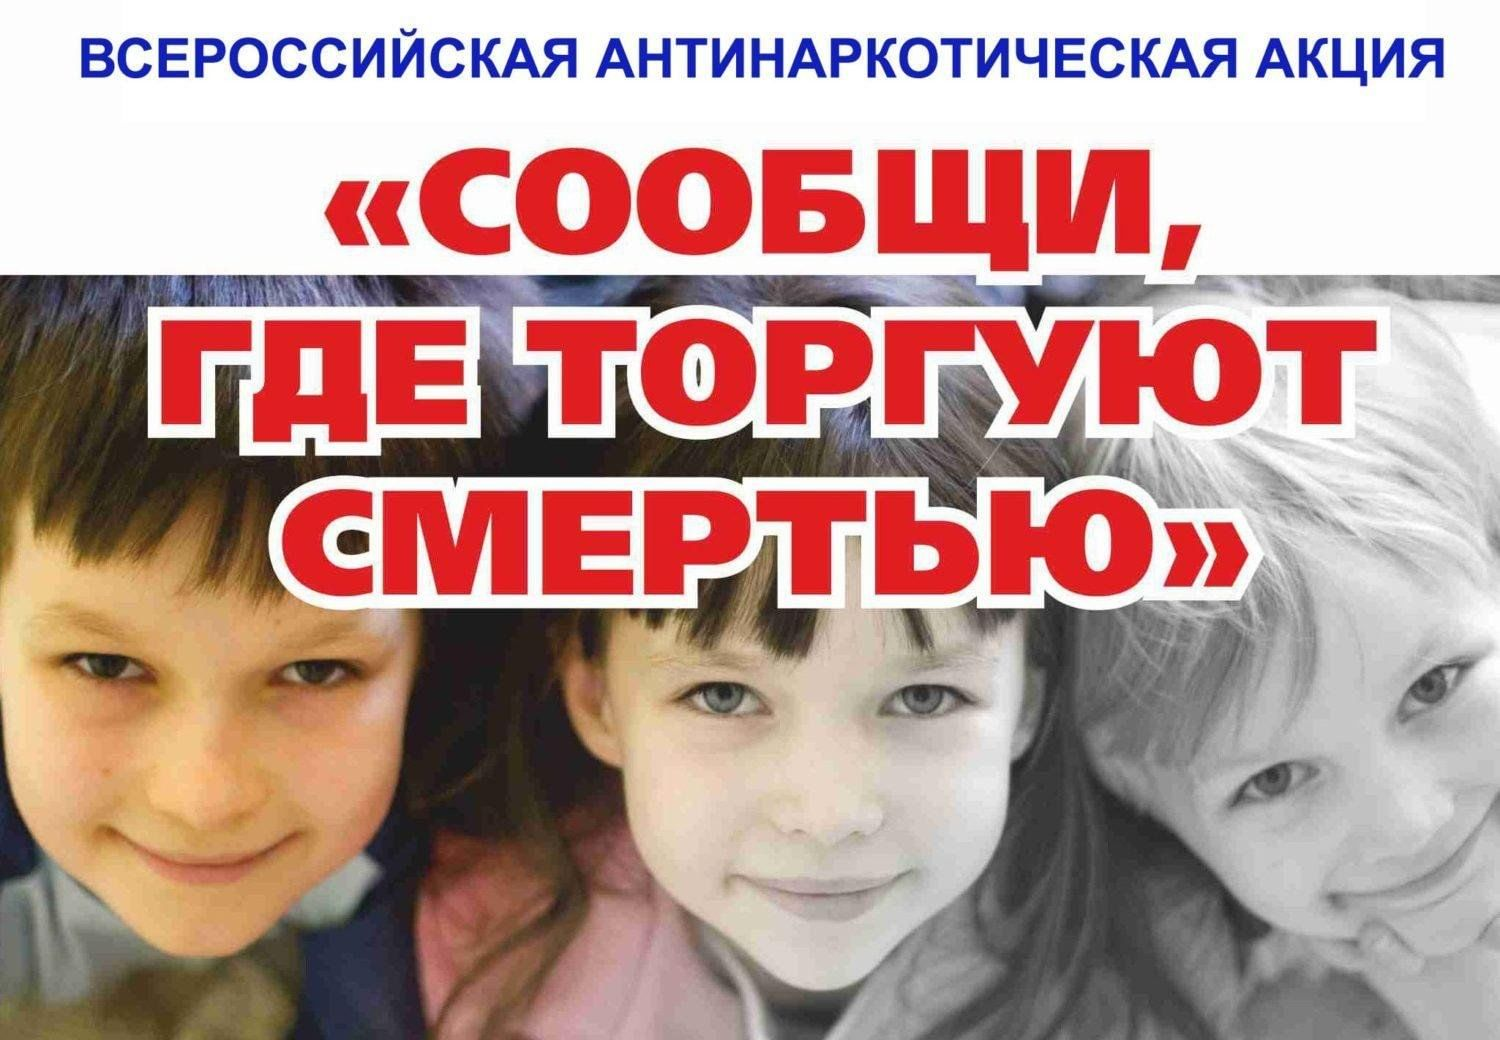 ВСЕРОССИЙСКАЯ АНТИНАРКОТИЧЕСКАЯ АКЦИЯ
«СООБЩИ,
ГДЕ ТОРГУЮТ
СМЕРТЬЮ»